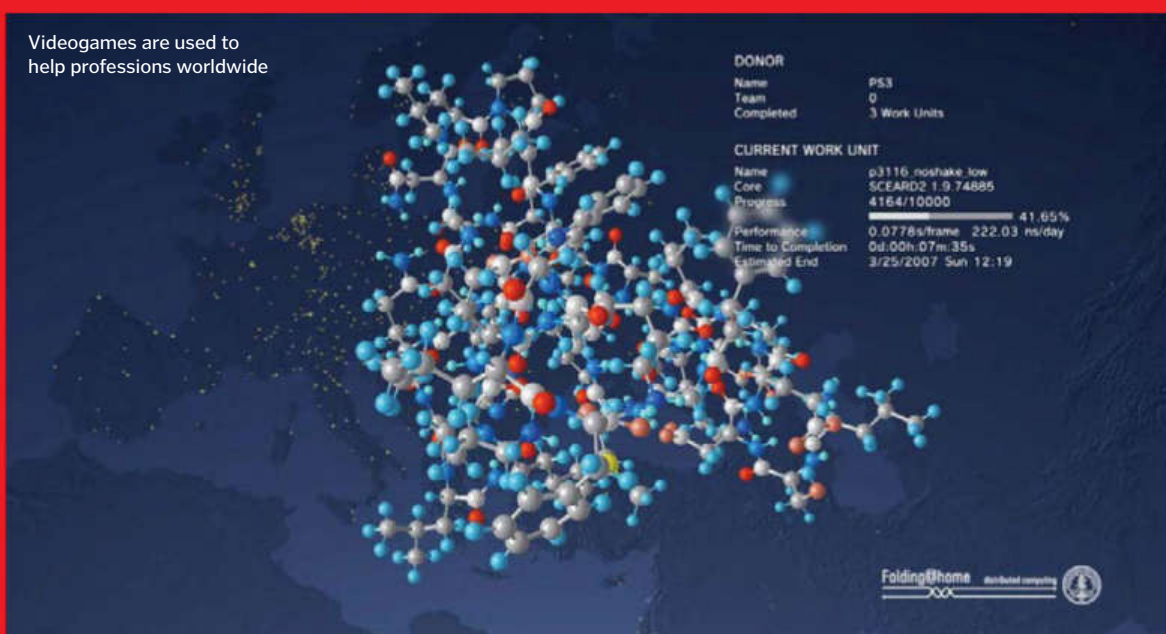 Videogames are used to
help professions worldwide
DONOR
Name PS3
Team 0
Completed 3 Work Units
CURRENT WORK UNIT
Name p3116_noshake_low
Core SCEARD2 1.9.74885
Progress 4164/10000
41.65%
Performance 0.0778s/frame 222.03 ns/day
Time to Completion 0d:00h:07m:35s
Estimated End 3/25/2007 Sun 12:19
Folding@home distributed computing